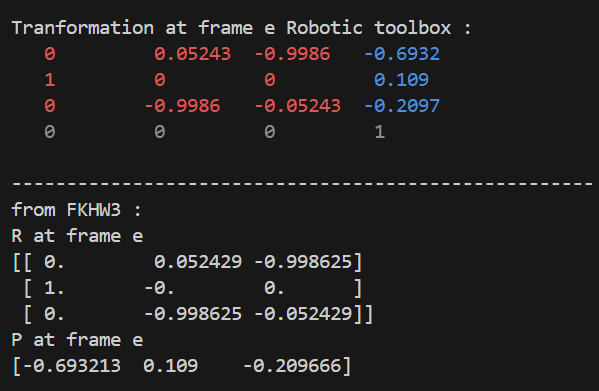 Tranformation at frame e Robotic toolbox :
0 0.05243 -0.9986 -0.6932
1 0 0 0.109
0 -0.9986 -0.05243 -0.2097
0 0 0 1
-----------------------------------------------------
from FKHW3 :
R at frame e
[[ 0. 0.052429 -0.998625]
[ 1. -0. 0. ]
[ 0. -0.998625 -0.052429]]
P at frame e
[-0.693213 0.109 -0.209666]